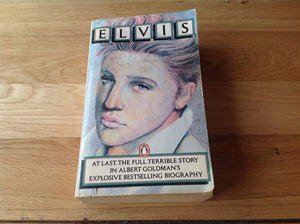 ELVIS
AT LAST, THE FULL, TERRIBLE STORY
IN ALBERT GOLDMAN'S
EXPLOSIVE BESTSELLING BIOGRAPHY